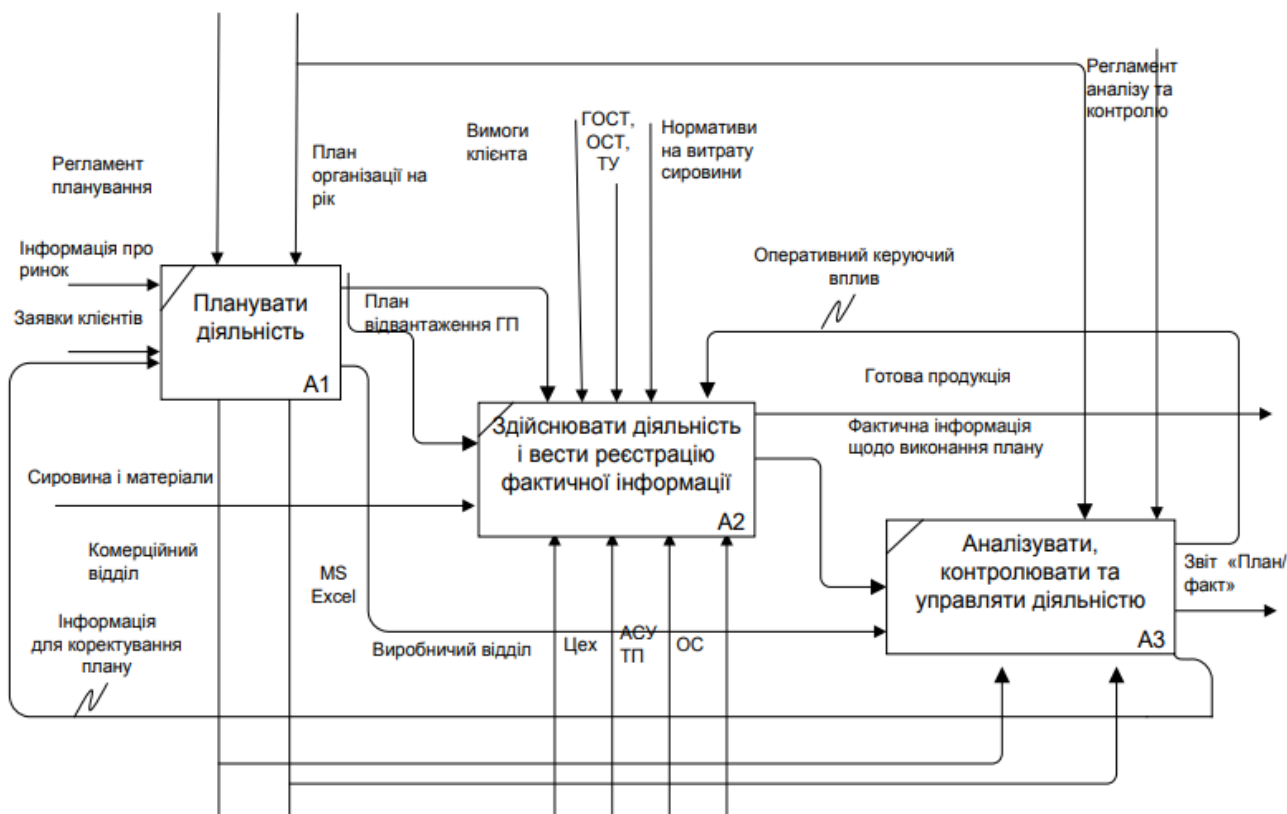 Регламент
аналізу та
контролю
ГОСТ,
ОСТ,
ТУ
Вимоги
клієнта
Нормативи
на витрату
сировини
Регламент
планування
План
організації на
рік
Інформація про
ринок
Оперативний керуючий
вплив
Заявки клієнтів
Планувати
діяльність
А1
План
відвантаження ГП
Готова продукція
Здійснювати діяльність
і вести реєстрацію
фактичної інформації
А2
Фактична інформація
щодо виконання плану
Сировина і матеріали
Комерційний
відділ
MS
Excel
Аналізувати,
контролювати та
управляти діяльністю
А3
Звіт «План/
факт»
Інформація
для коректування
плану
Виробничий відділ
Цех
АСУ
ТП
ОС